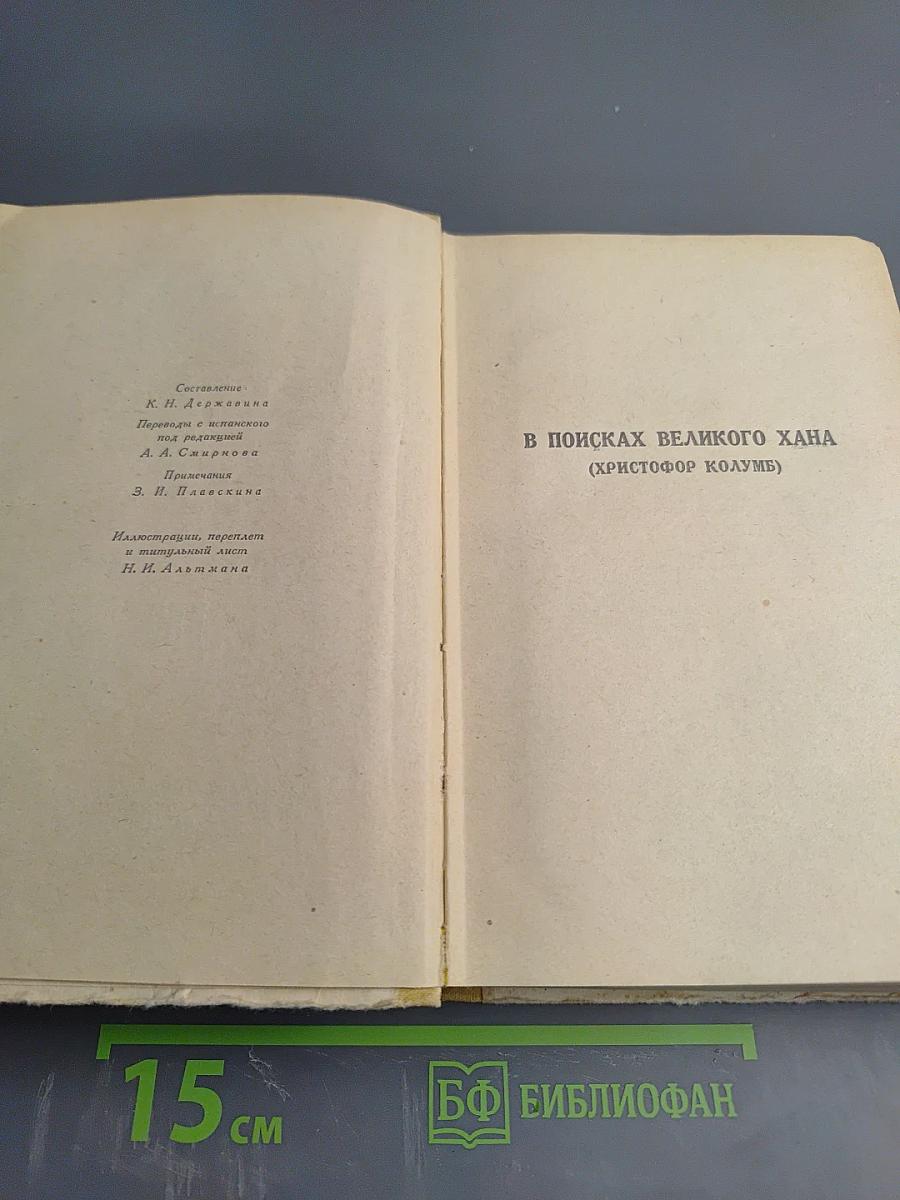 Составление
К. Н. Державина
Переводы с испанского
под редакцией
А. А. Смирнова
Примечания
З. И. Плавскина
Иллюстрации, переплет
и титульный лист
Н. И. Альтмана
В ПОИСКАХ ВЕЛИКОГО ХАНА
(ХРИСТОФОР КОЛУМБ)
15 см
БФ БИБЛИОФАН